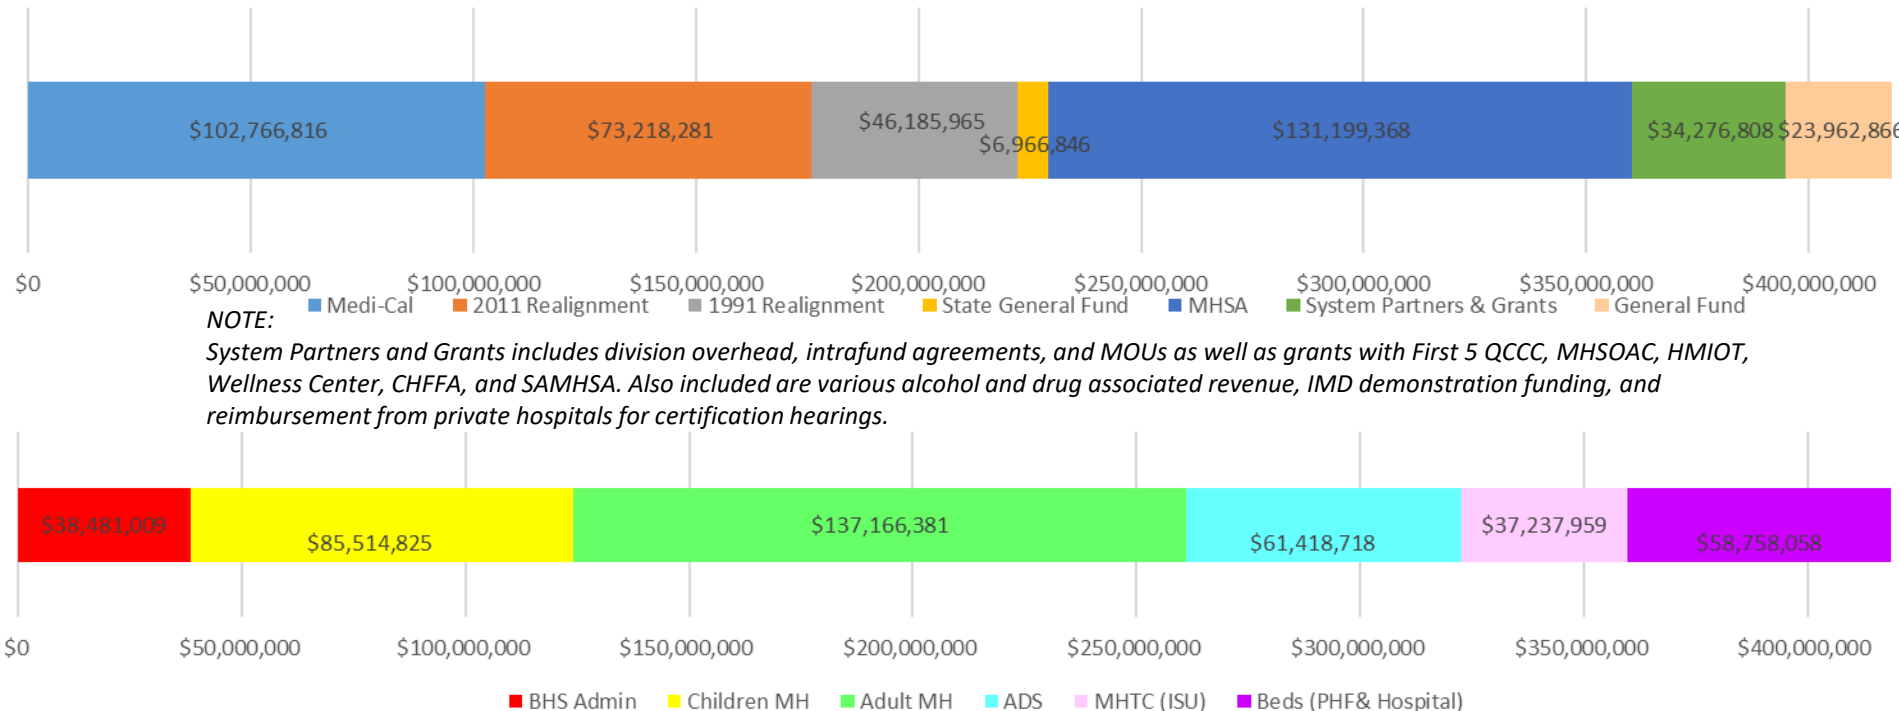 $102,766,816 $73,218,281 $46,185,965 $6,966,846 $131,199,368 $34,276,808 $23,962,866
$0 $50,000,000 $100,000,000 $150,000,000 $200,000,000 $250,000,000 $300,000,000 $350,000,000 $400,000,000
Medi-Cal 2011 Realignment 1991 Realignment State General Fund MHSA System Partners & Grants General Fund
NOTE:
System Partners and Grants includes division overhead, intrafund agreements, and MOUs as well as grants with First 5 QCCC, MHSOAC, HMIOT,
Wellness Center, CHFFA, and SAMHSA. Also included are various alcohol and drug associated revenue, IMD demonstration funding, and
reimbursement from private hospitals for certification hearings.
$38,481,009 $85,514,825 $137,166,381 $61,418,718 $37,237,959 $58,758,058
$0 $50,000,000 $100,000,000 $150,000,000 $200,000,000 $250,000,000 $300,000,000 $350,000,000 $400,000,000
BHS Admin Children MH Adult MH ADS MHTC (ISU) Beds (PHF& Hospital)